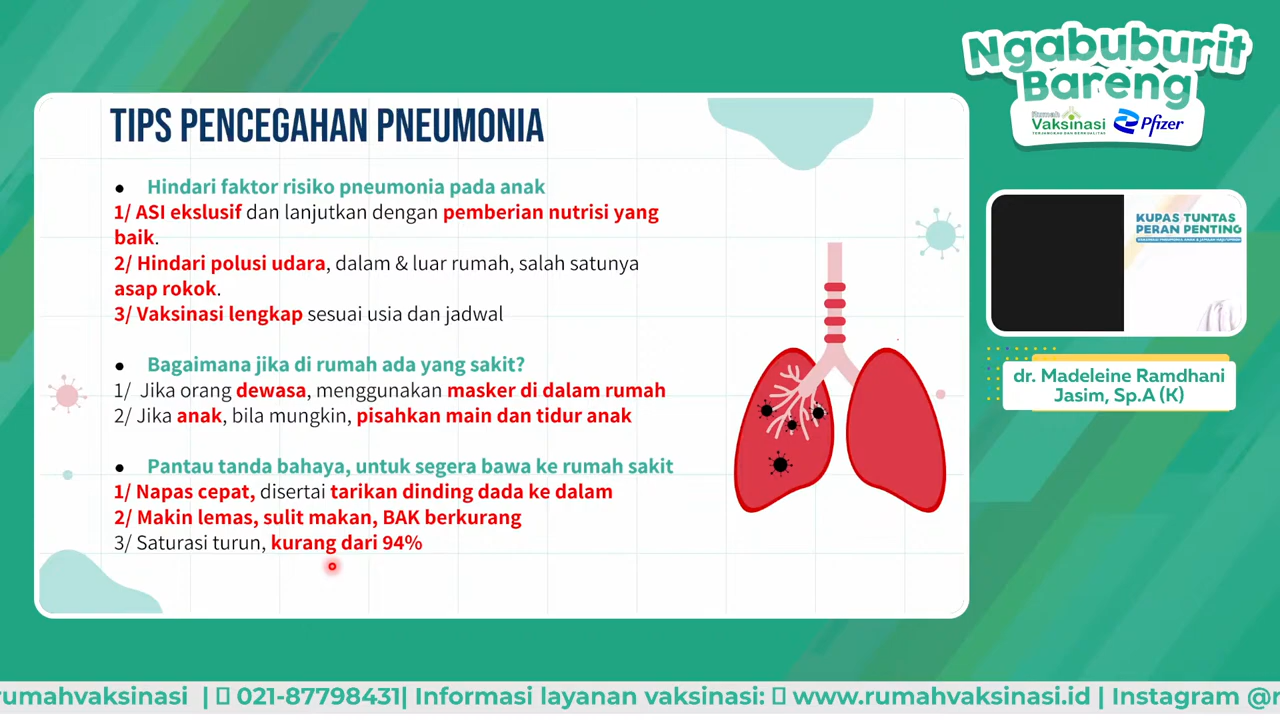 Ngabuburit
Bareng
Rumah
Vaksinasi
Pfizer
TIPS PENCEGAHAN PNEUMONIA
● Hindari faktor risiko pneumonia pada anak
1/ ASI ekslusif dan lanjutkan dengan pemberian nutrisi yang
baik.
2/ Hindari polusi udara, dalam & luar rumah, salah satunya
asap rokok.
3/ Vaksinasi lengkap sesuai usia dan jadwal
● Bagaimana jika di rumah ada yang sakit?
1/ Jika orang dewasa, menggunakan masker di dalam rumah
2/ Jika anak, bila mungkin, pisahkan main dan tidur anak
● Pantau tanda bahaya, untuk segera bawa ke rumah sakit
1/ Napas cepat, disertai tarikan dinding dada ke dalam
2/ Makin lemas, sulit makan, BAK berkurang
3/ Saturasi turun, kurang dari 94%
KUPAS TUNTAS
PERAN PENTING
dr. Madeleine Ramdhani
Jasim, Sp.A (K)
rumahvaksinasi | 021-87798431| Informasi layanan vaksinasi: www.rumahvaksinasi.id | Instagram @r